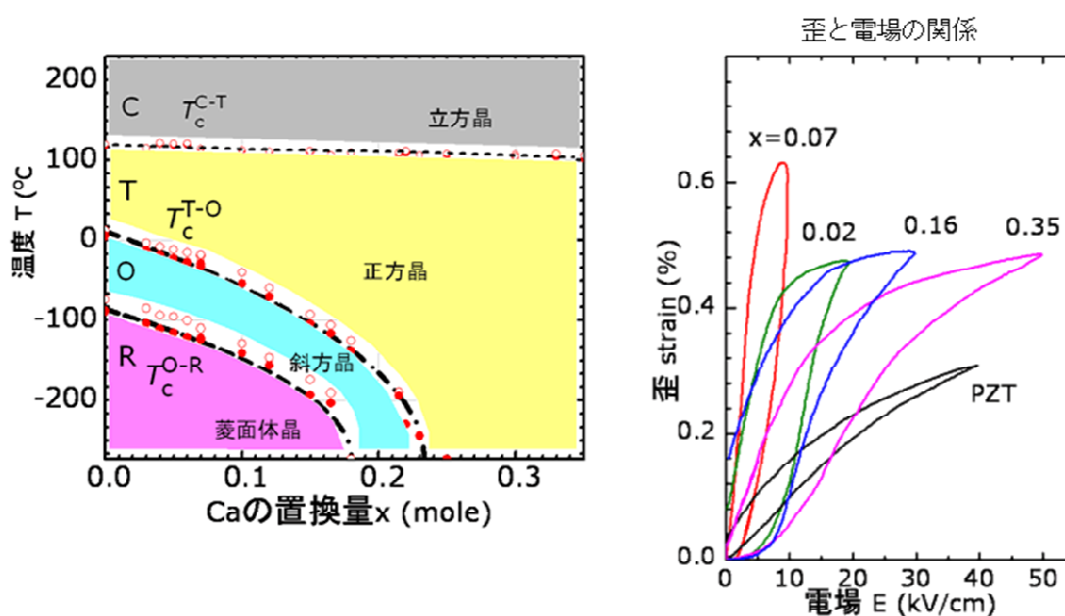 歪と電場の関係
200
100
0
-100
-200
温度 T (°C
C
T_c^{C-T}
立方晶
T
T_c^{T-O}
正方晶
O
斜方晶
R
T_c^{O-R}
菱面体晶
0.0 0.1 0.2 0.3
Caの置換量x (mole)
歪 strain (%)
0.6
0.4
0.2
0.0
x=0.07
0.02
0.16
0.35
PZT
0 10 20 30 40 50
電場 E (kV/cm)